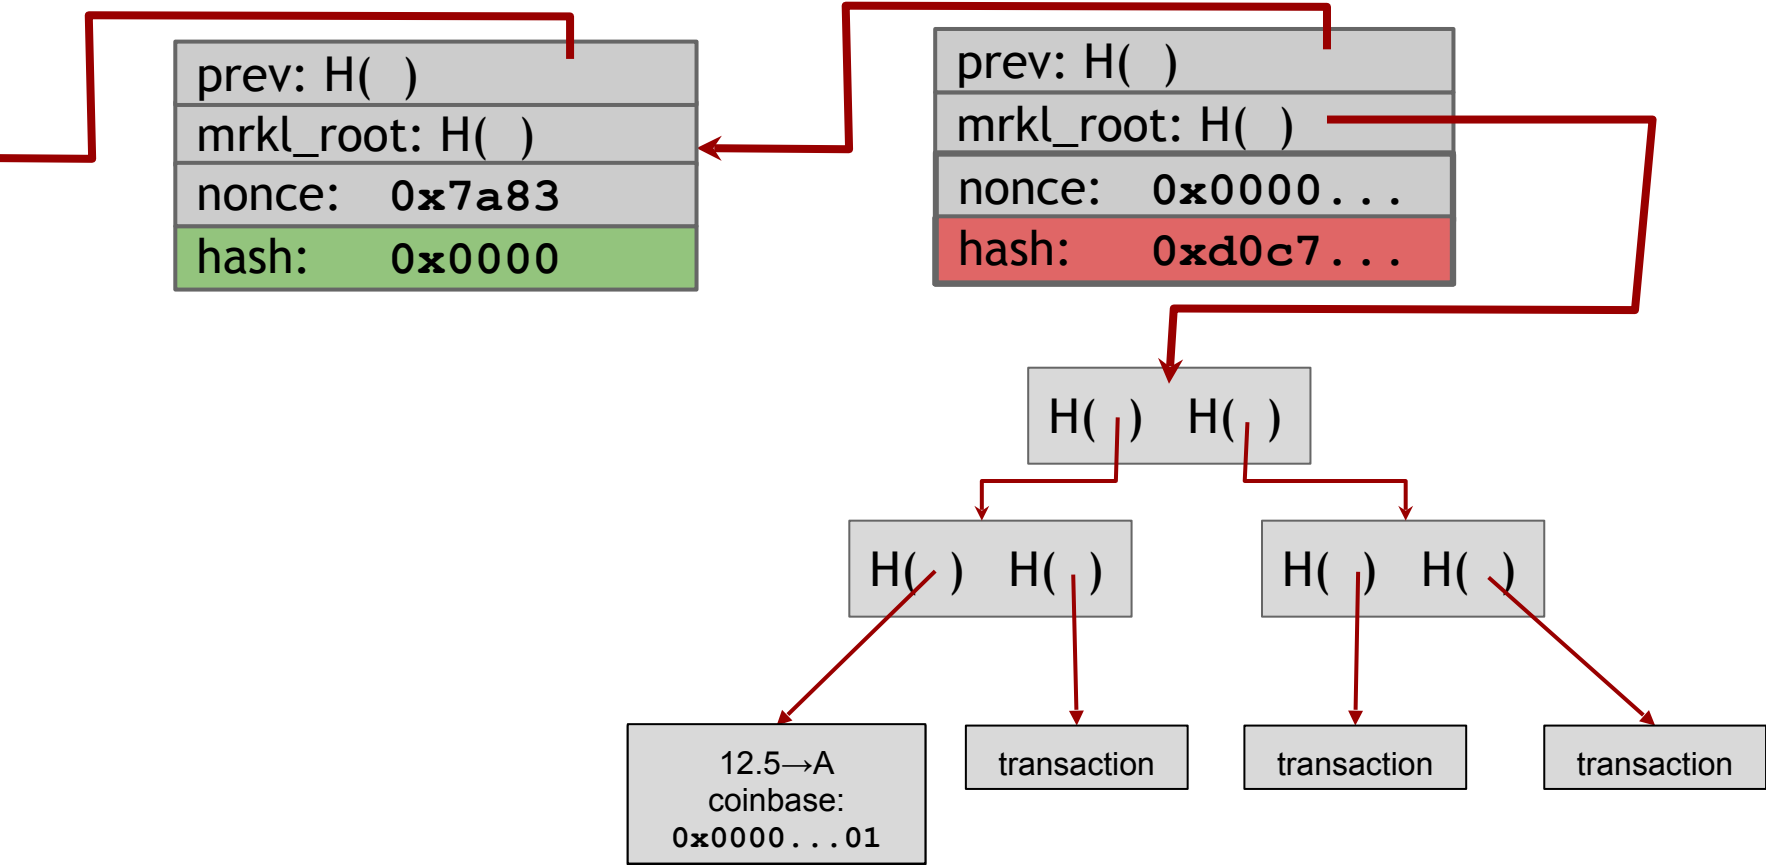 prev: H( )
mrkl_root: H( )
nonce: 0x7a83
hash: 0x0000
prev: H( )
mrkl_root: H( )
nonce: 0x0000...
hash: 0xd0c7...
H( ) H( )
H( ) H( )
H( ) H( )
12.5→A
coinbase:
0x0000...01
transaction
transaction
transaction